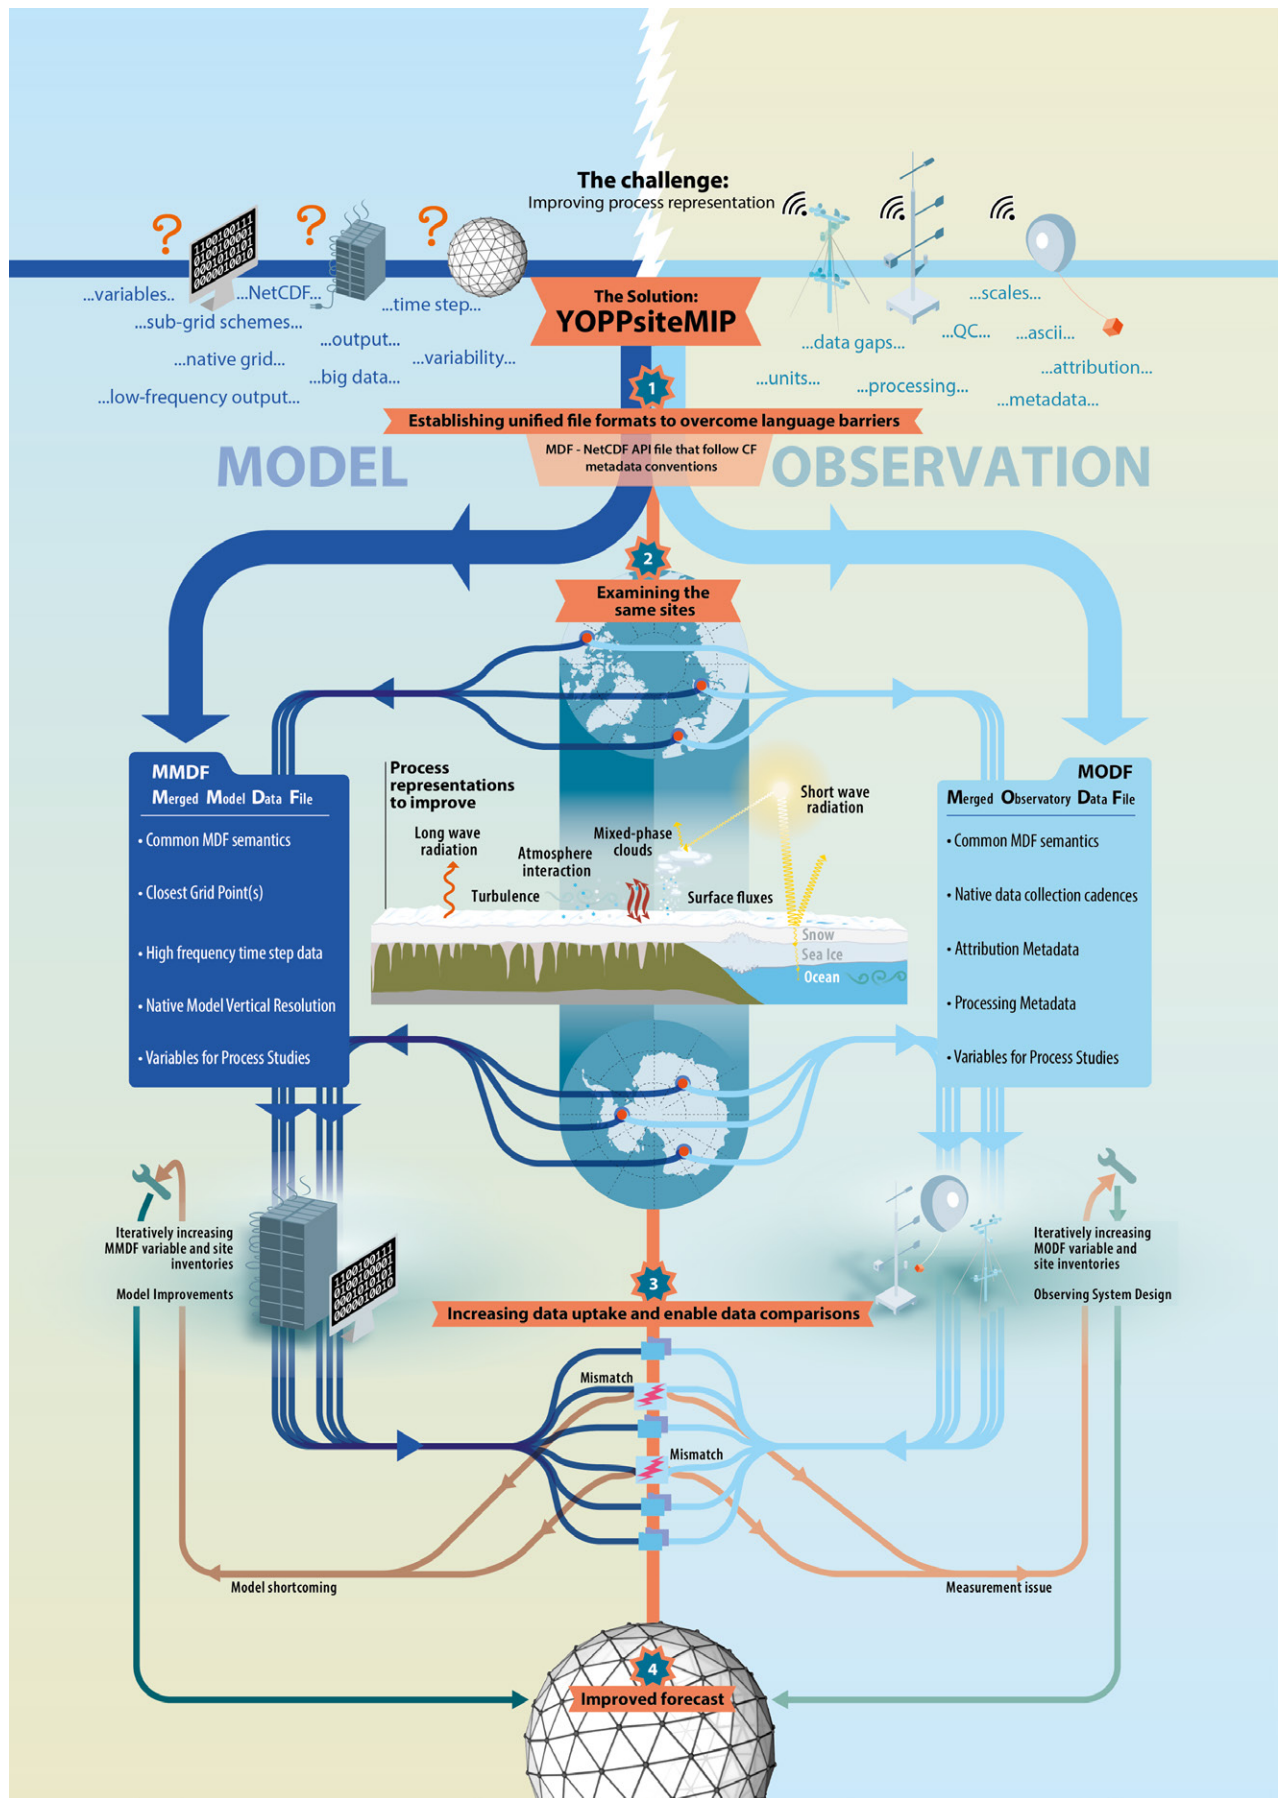 The challenge:
Improving process representation
1100100111
0100100001
0001010101
0000010010
...variables..
...NetCDF...
...time step...
...sub-grid schemes...
...output...
...native grid...
...variability...
...big data...
...low-frequency output...
The Solution:
YOPPsiteMIP
...scales...
...data gaps...
...QC...
...ascii...
...attribution...
...units...
...processing...
...metadata...
1
Establishing unified file formats to overcome language barriers
MDF - NetCDF API file that follow CF
metadata conventions
MODEL
OBSERVATION
2
Examining the
same sites
MMDF
Merged Model Data File
• Common MDF semantics
• Closest Grid Point(s)
• High frequency time step data
• Native Model Vertical Resolution
• Variables for Process Studies
Process
representations
to improve
Long wave
radiation
Atmosphere
interaction
Mixed-phase
clouds
Short wave
radiation
Turbulence
Surface fluxes
Snow
Sea Ice
Ocean
MODF
Merged Observatory Data File
• Common MDF semantics
• Native data collection cadences
• Attribution Metadata
• Processing Metadata
• Variables for Process Studies
Iteratively increasing
MMDF variable and site
inventories
Model Improvements
1100100111
0100100001
0001010101
0000010010
Iteratively increasing
MODF variable and
site inventories
Observing System Design
3
Increasing data uptake and enable data comparisons
Mismatch
Mismatch
Model shortcoming
Measurement issue
4
Improved forecast